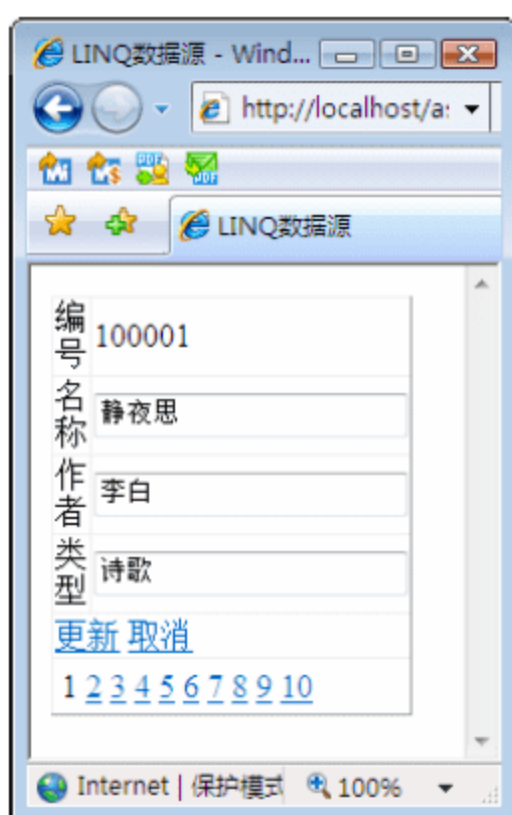 LINQ数据源 - Wind...
http://localhost/a
LINQ数据源
编号 100001
名称 静夜思
作者 李白
类型 诗歌
更新 取消
1 2 3 4 5 6 7 8 9 10
Internet | 保护模式 100%